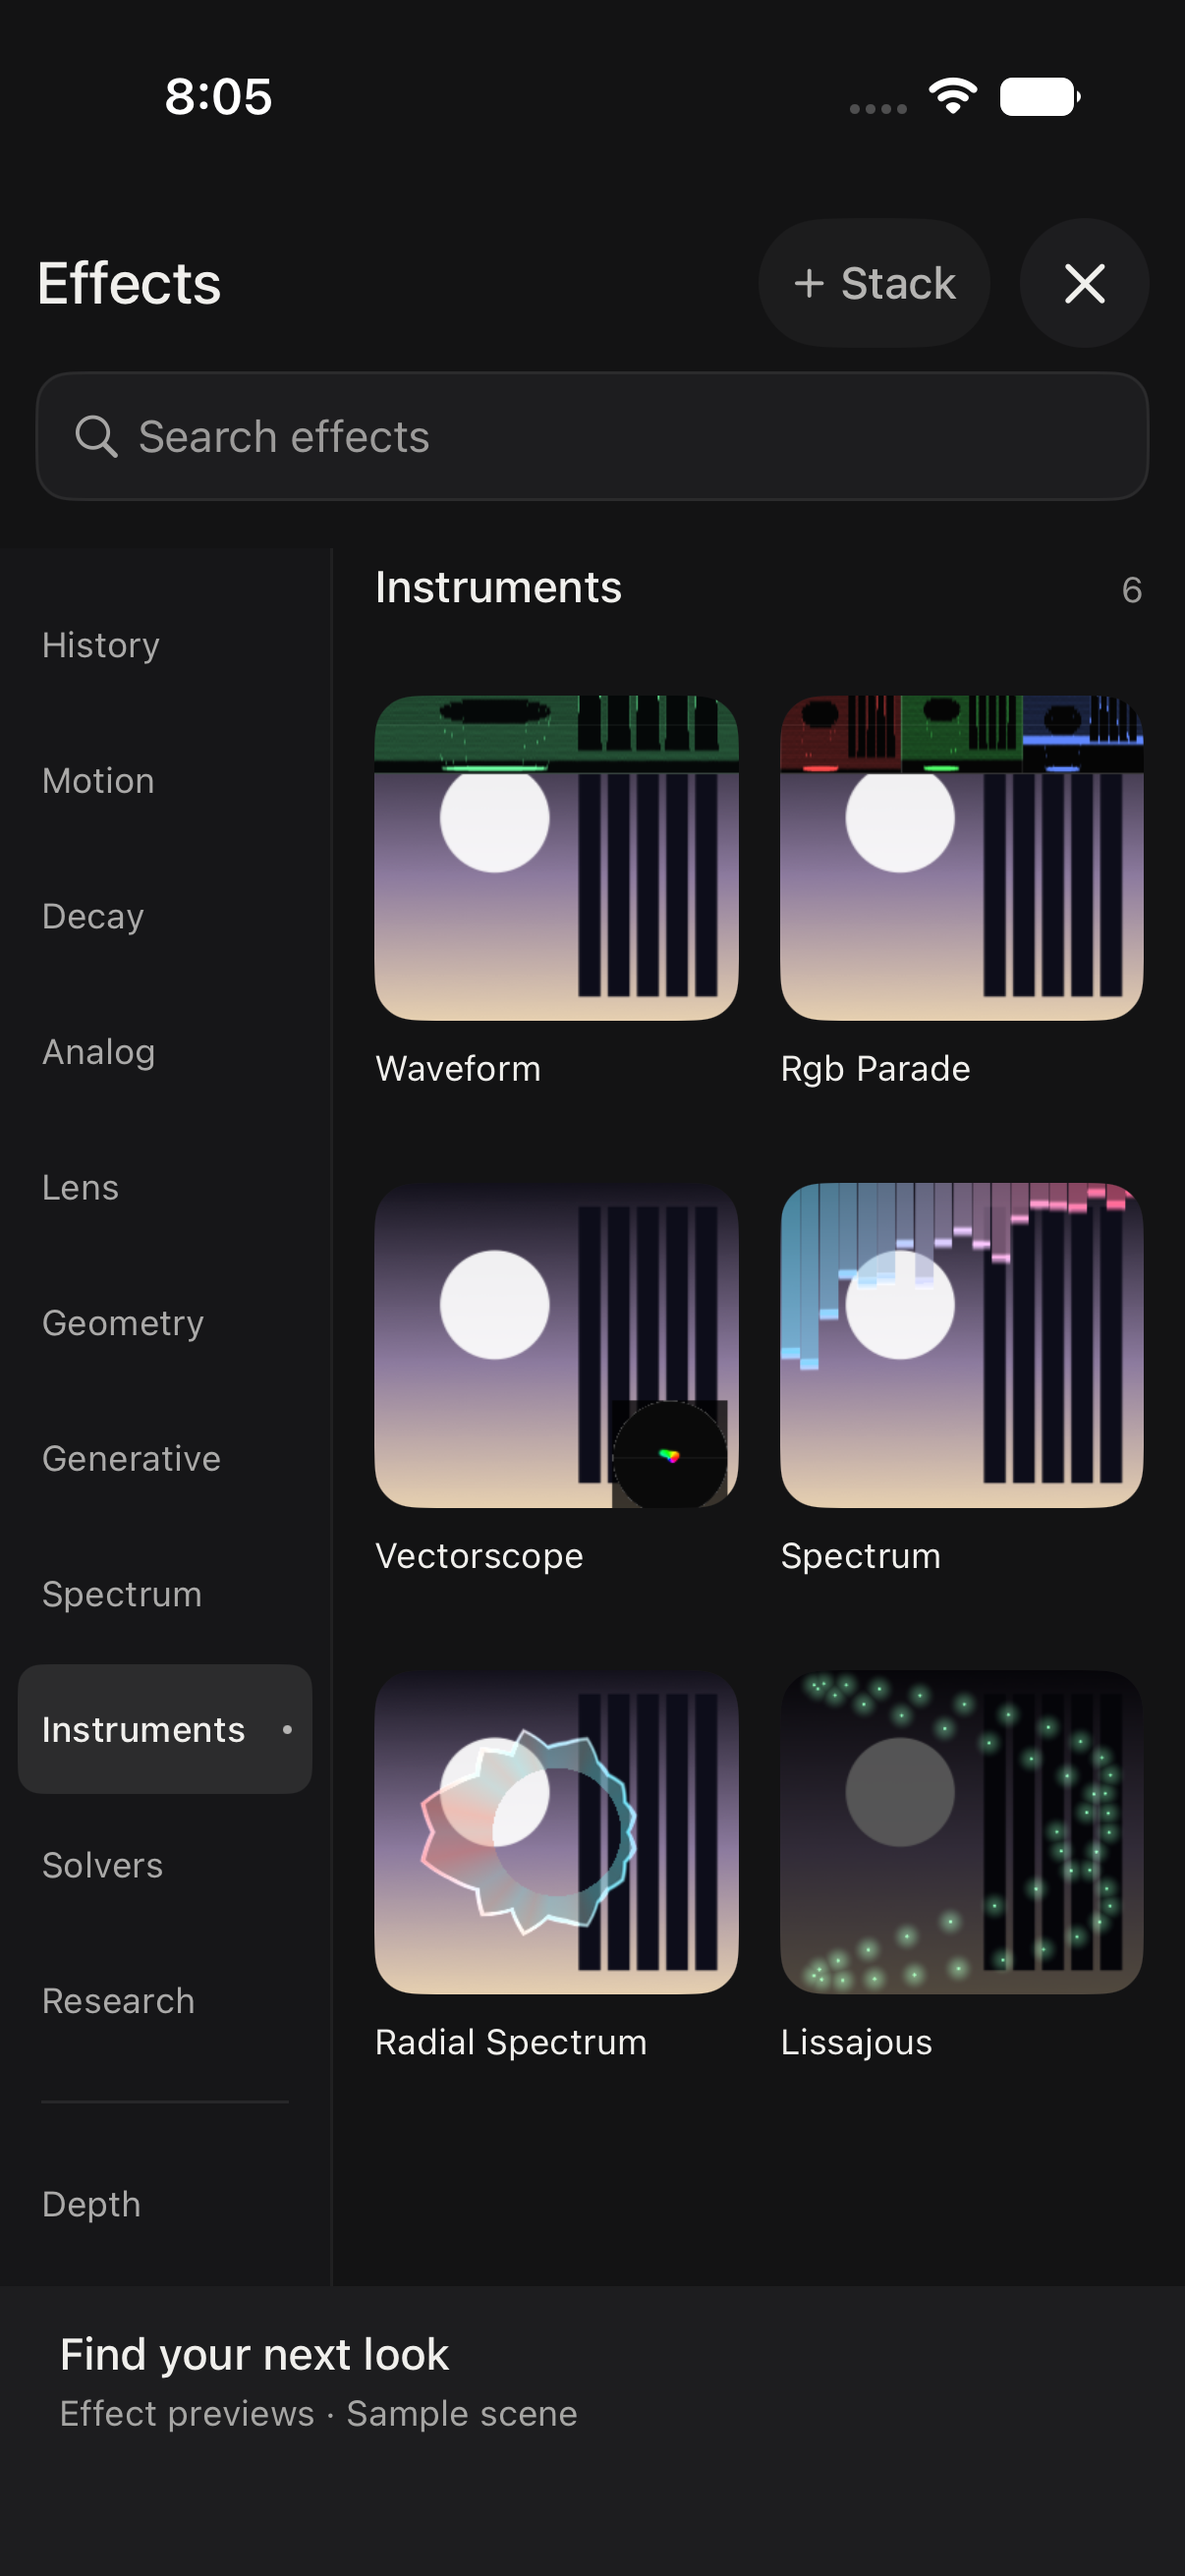 8:05
Effects
+ Stack
Search effects
History
Motion
Decay
Analog
Lens
Geometry
Generative
Spectrum
Instruments
Solvers
Research
Depth
Instruments
6
Waveform
Rgb Parade
Vectorscope
Spectrum
Radial Spectrum
Lissajous
Find your next look
Effect previews · Sample scene